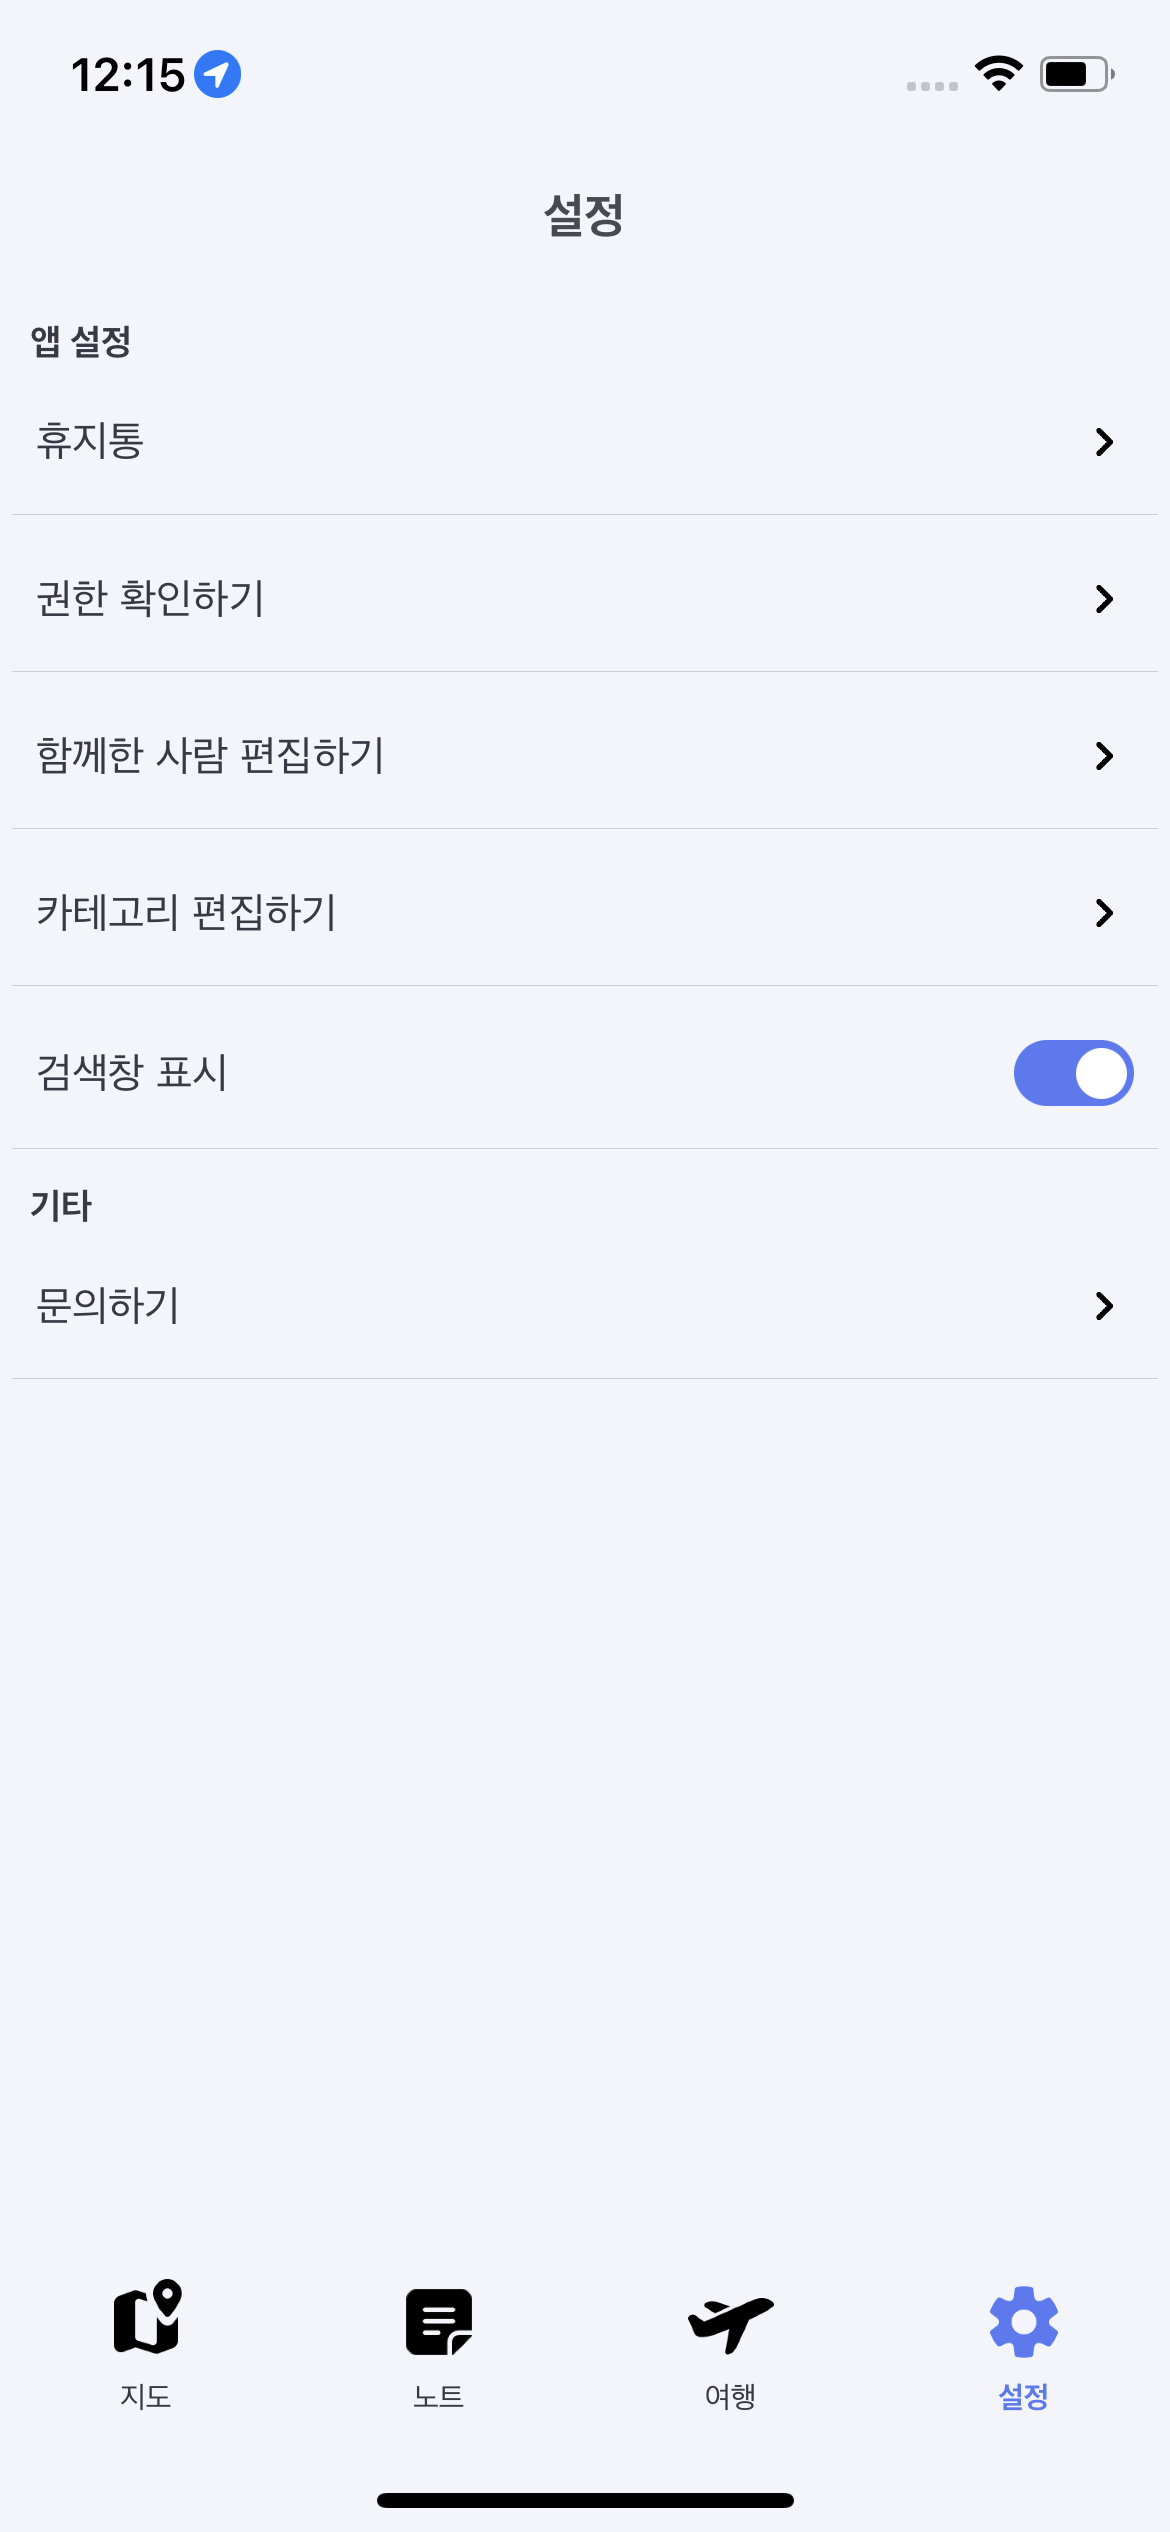 12:15
설정
앱 설정
휴지통
권한 확인하기
함께한 사람 편집하기
카테고리 편집하기
검색창 표시
기타
문의하기
지도
노트
여행
설정